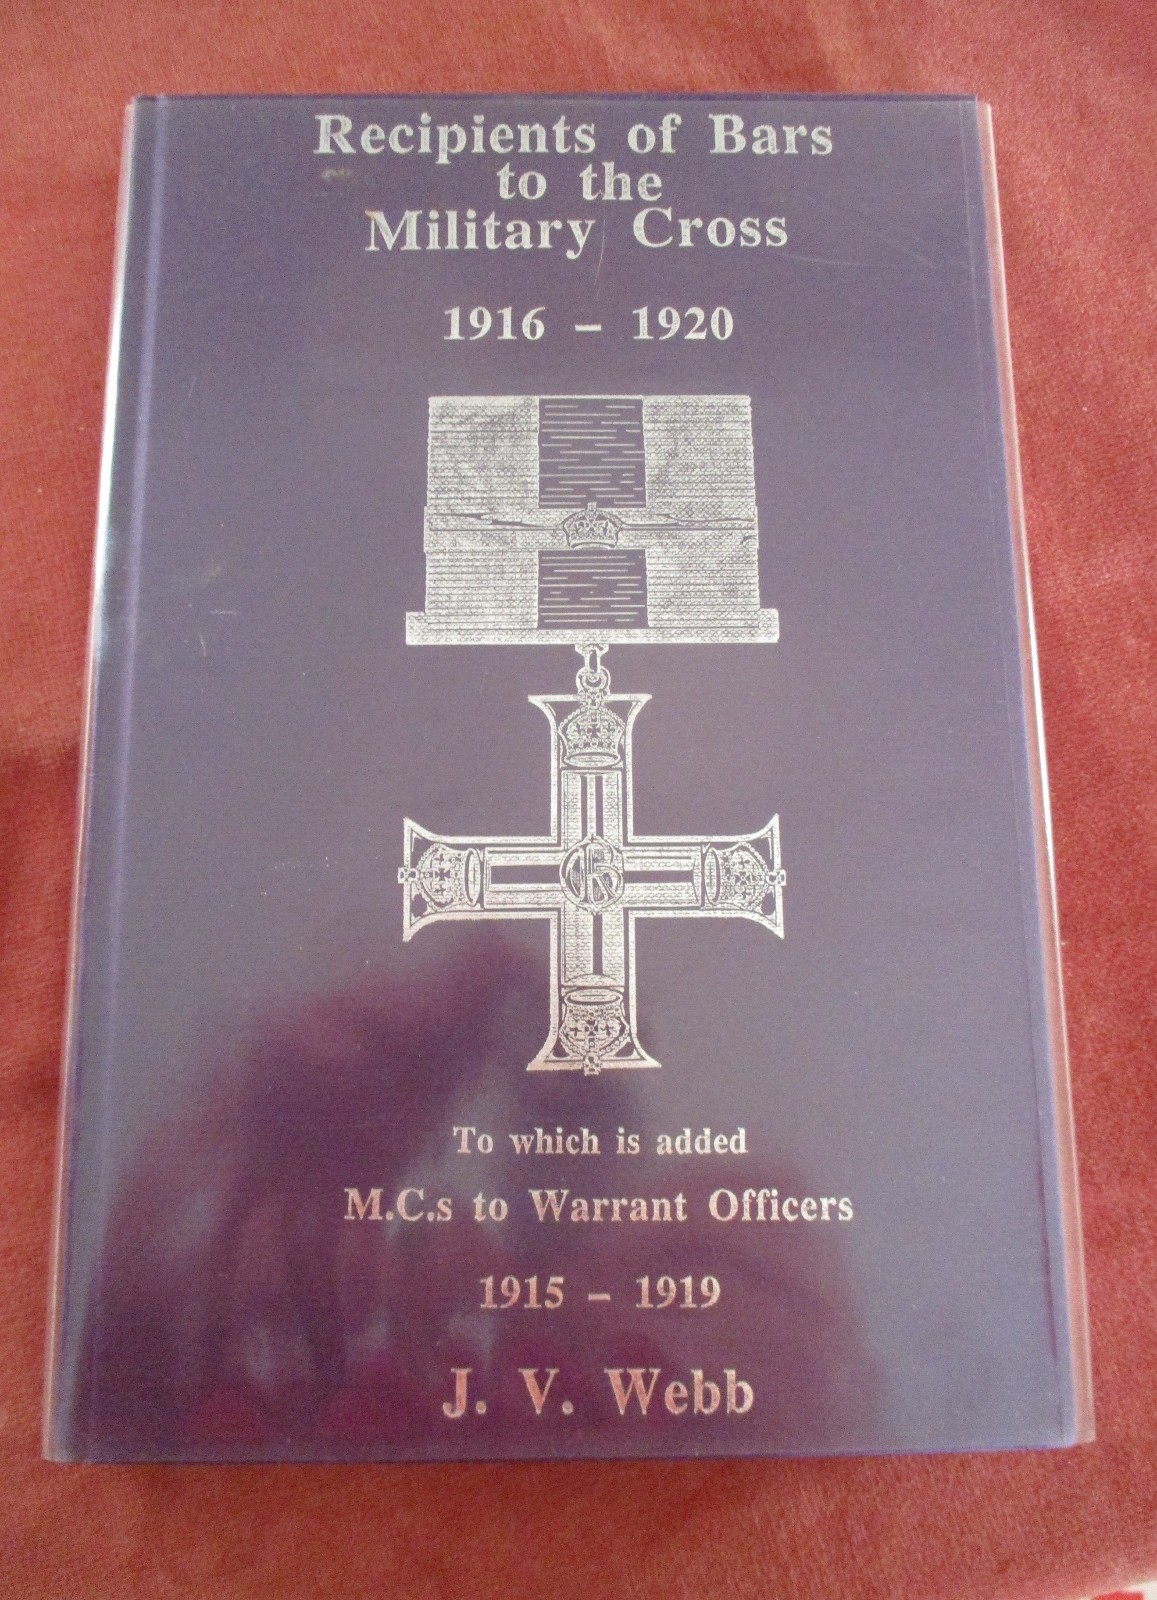 Recipients of Bars
to the
Military Cross
1916 – 1920
GRI
To which is added
M.C.s to Warrant Officers
1915 – 1919
J. V. Webb